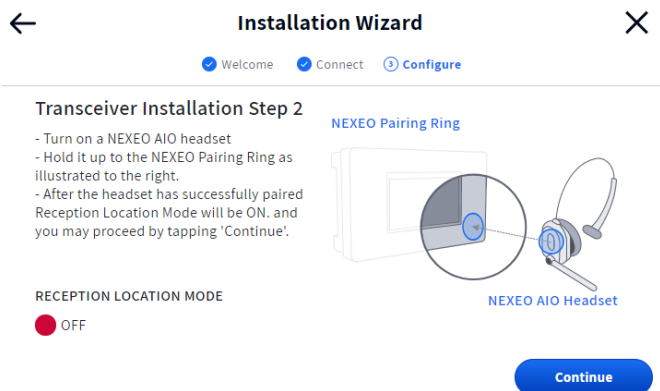 Installation Wizard
Welcome
Connect
3 Configure
Transceiver Installation Step 2
- Turn on a NEXEO AIO headset
- Hold it up to the NEXEO Pairing Ring as
illustrated to the right.
- After the headset has successfully paired
Reception Location Mode will be ON. and
you may proceed by tapping 'Continue'.
NEXEO Pairing Ring
NEXEO AIO Headset
RECEPTION LOCATION MODE
OFF
Continue